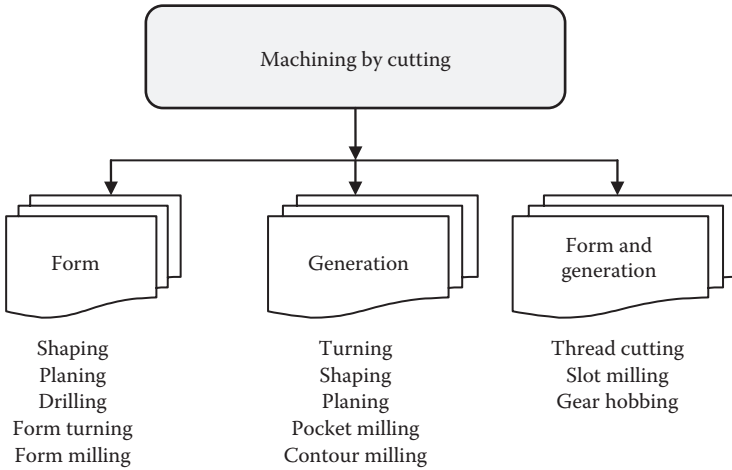 Machining by cutting
Form
Generation
Form and
generation
Shaping
Planing
Drilling
Form turning
Form milling
Turning
Shaping
Planing
Pocket milling
Contour milling
Thread cutting
Slot milling
Gear hobbing